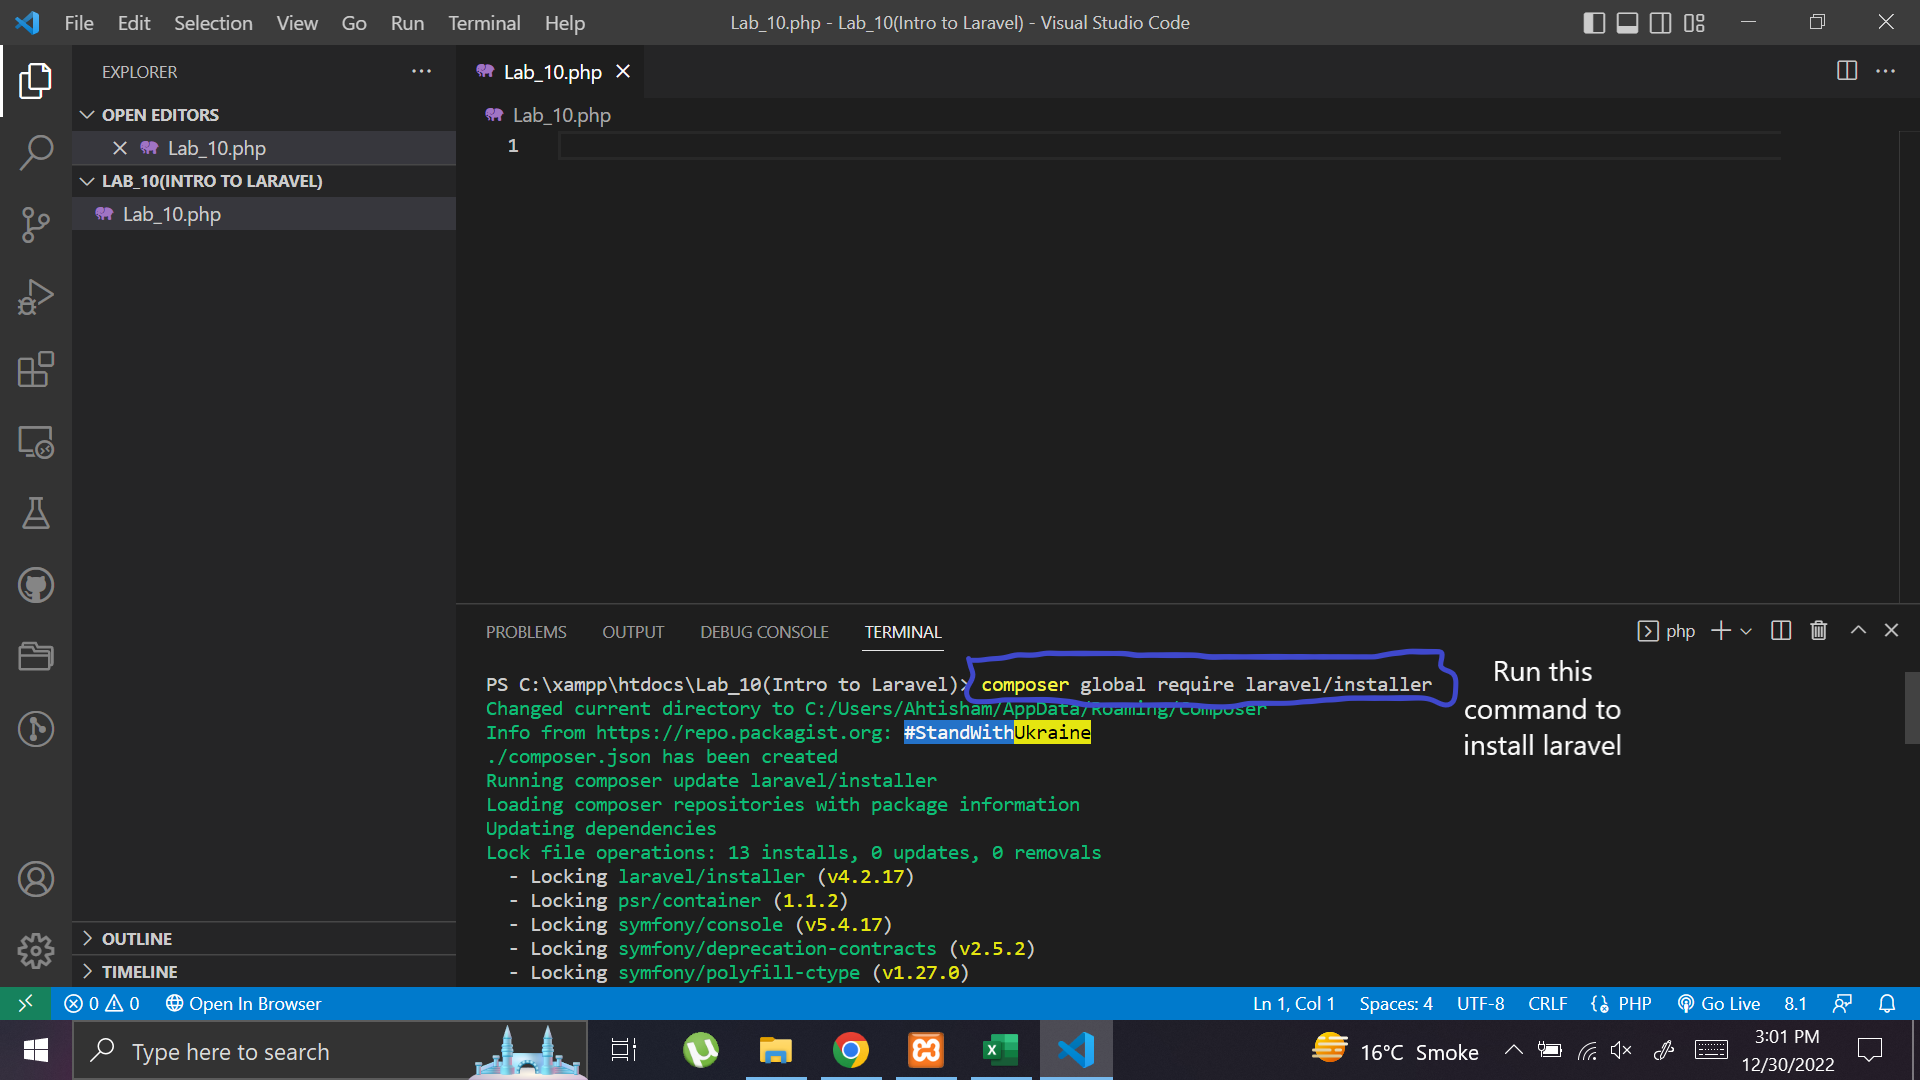 File Edit Selection View Go Run Terminal Help
Lab_10.php - Lab_10(Intro to Laravel) - Visual Studio Code
EXPLORER
OPEN EDITORS
Lab_10.php
LAB_10(INTRO TO LARAVEL)
Lab_10.php
OUTLINE
TIMELINE
Lab_10.php
Lab_10.php
1
PROBLEMS OUTPUT DEBUG CONSOLE TERMINAL
php
PS C:\xampp\htdocs\Lab_10(Intro to Laravel)> composer global require laravel/installer
Changed current directory to C:/Users/Ahtisham/AppData/Roaming/Composer
Info from https://repo.packagist.org: #StandWithUkraine
./composer.json has been created
Running composer update laravel/installer
Loading composer repositories with package information
Updating dependencies
Lock file operations: 13 installs, 0 updates, 0 removals
- Locking laravel/installer (v4.2.17)
- Locking psr/container (1.1.2)
- Locking symfony/console (v5.4.17)
- Locking symfony/deprecation-contracts (v2.5.2)
- Locking symfony/polyfill-ctype (v1.27.0)
Run this
command to
install laravel
0 0 Open In Browser
Ln 1, Col 1 Spaces: 4 UTF-8 CRLF PHP Go Live 8.1
Type here to search
16°C Smoke
3:01 PM
12/30/2022